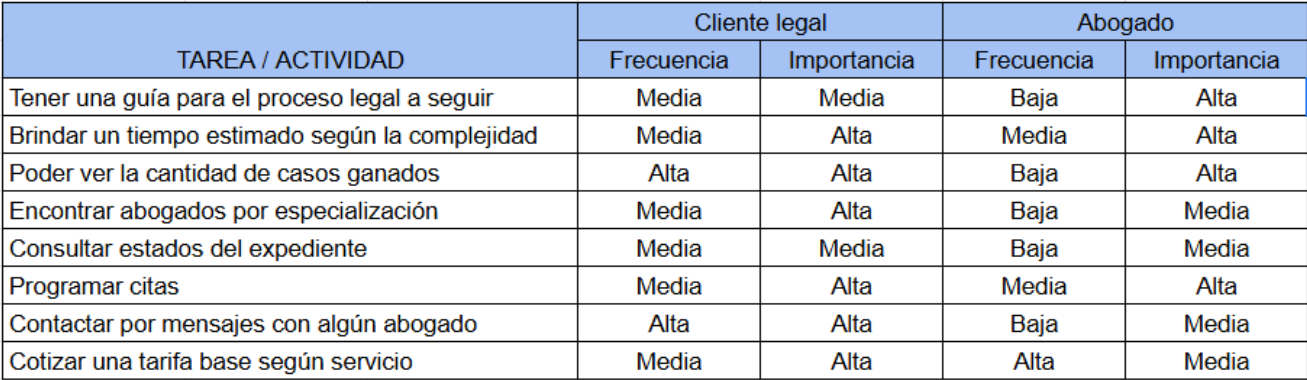 Cliente legal Abogado
TAREA / ACTIVIDAD Frecuencia Importancia Frecuencia Importancia
Tener una guía para el proceso legal a seguir Media Media Baja Alta
Brindar un tiempo estimado según la complejidad Media Alta Media Alta
Poder ver la cantidad de casos ganados Alta Alta Baja Alta
Encontrar abogados por especialización Media Alta Baja Media
Consultar estados del expediente Media Media Baja Media
Programar citas Media Alta Media Alta
Contactar por mensajes con algún abogado Alta Alta Baja Media
Cotizar una tarifa base según servicio Media Alta Alta Media